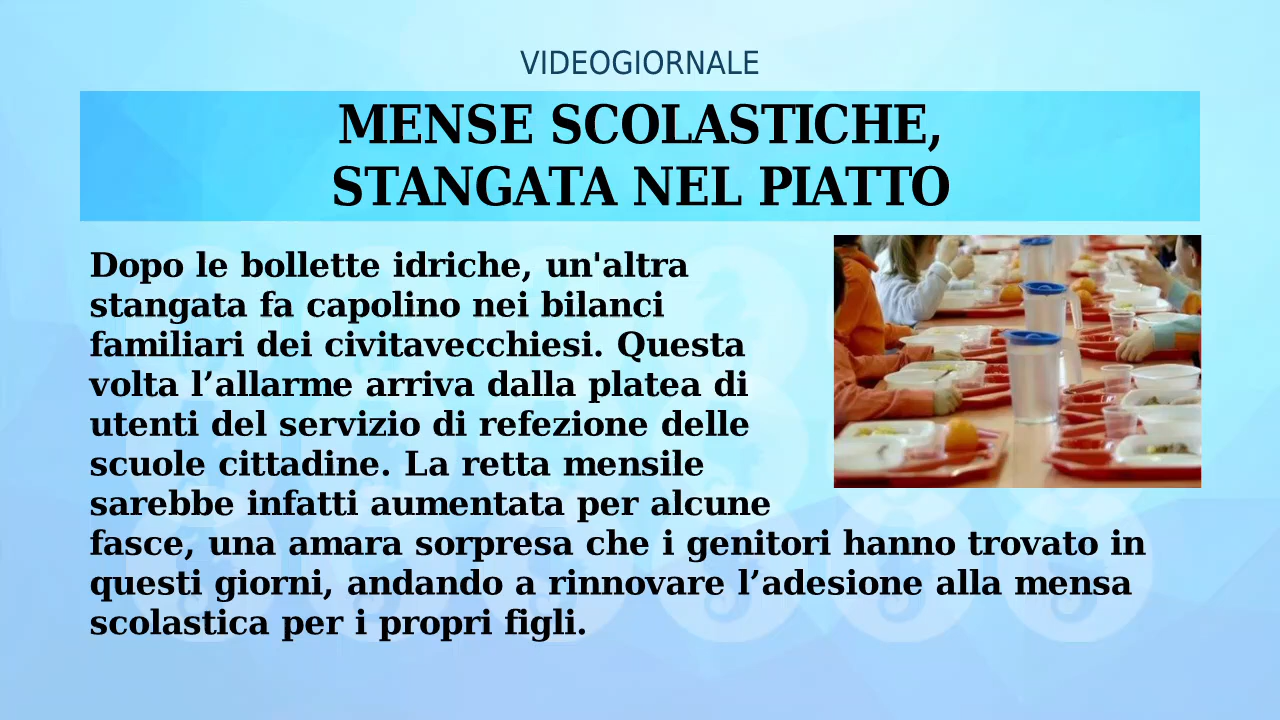 VIDEOGIORNALE
MENSE SCOLASTICHE,
STANGATA NEL PIATTO
Dopo le bollette idriche, un'altra
stangata fa capolino nei bilanci
familiari dei civitavecchiesi. Questa
volta l’allarme arriva dalla platea di
utenti del servizio di refezione delle
scuole cittadine. La retta mensile
sarebbe infatti aumentata per alcune
fasce, una amara sorpresa che i genitori hanno trovato in
questi giorni, andando a rinnovare l’adesione alla mensa
scolastica per i propri figli.